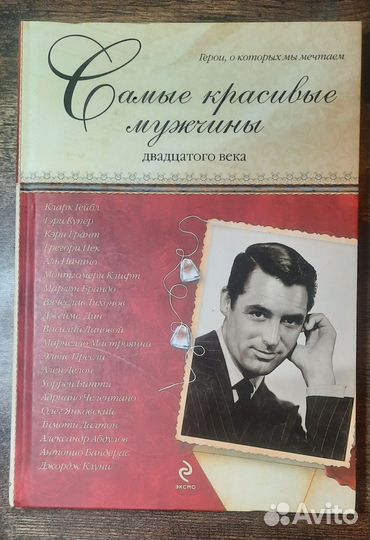 Герои, о которых мы мечтаем
Самые красивые
мужчины
двадцатого века
Кларк Гейбл
Гэри Купер
Кэри Грант
Грегори Пек
Аль Пачино
Монтгомери Клифт
Марлон Брандо
Вячеслав Тихонов
Джеймс Дин
Василий Лановой
Марчелло Мастроянни
Элвис Пресли
Ален Делон
Уоррен Битти
Адриано Челентано
Олег Янковский
Тимоти Далтон
Александр Абдулов
Антонио Бандерас
Джордж Клуни
ЭКСМО
Avito